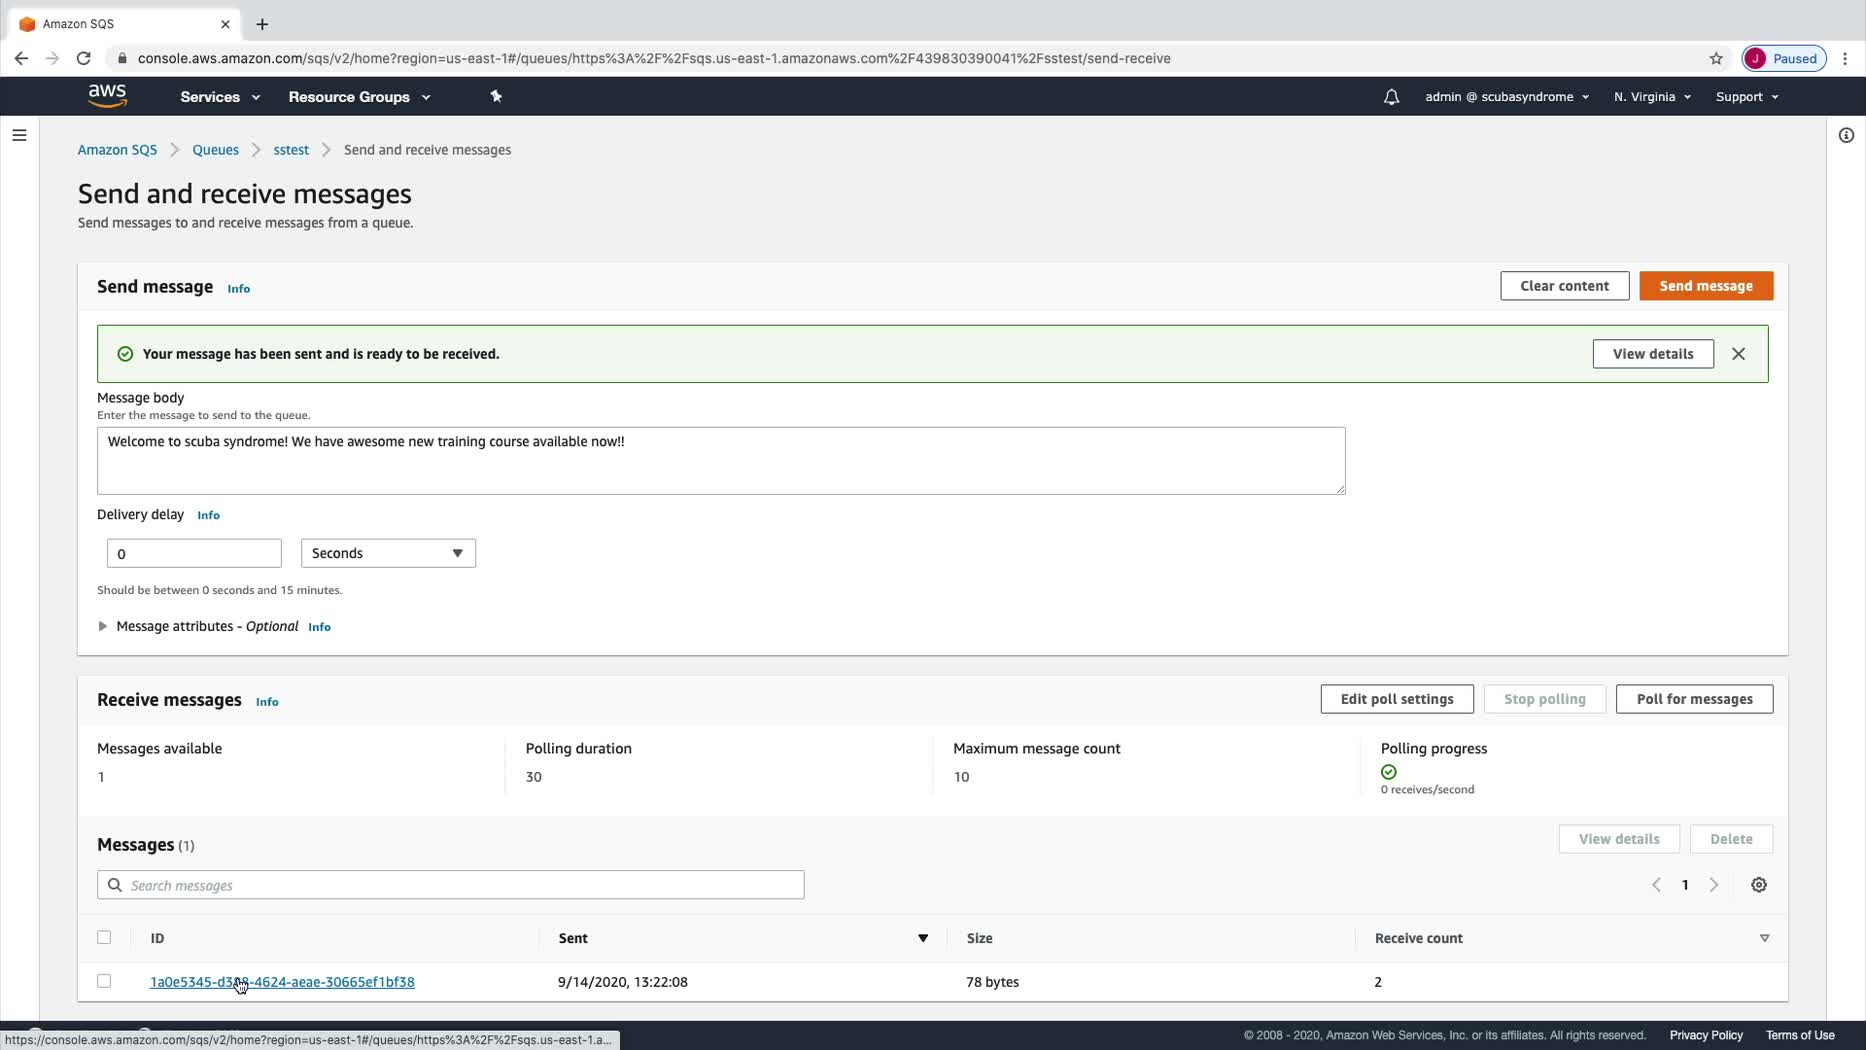 Amazon SQS
console.aws.amazon.com/sqs/v2/home?region=us-east-1#/queues/https%3A%2F%2Fsqs.us-east-1.amazonaws.com%2F439830390041%2Fsstest/send-receive
J Paused
aws Services Resource Groups admin @ scubasyndrome N. Virginia Support
Amazon SQS Queues sstest Send and receive messages
Send and receive messages
Send messages to and receive messages from a queue.
Send message Info Clear content Send message
Your message has been sent and is ready to be received. View details
Message body
Enter the message to send to the queue.
Welcome to scuba syndrome! We have awesome new training course available now!!
Delivery delay Info
0 Seconds
Should be between 0 seconds and 15 minutes.
Message attributes - Optional Info
Receive messages Info Edit poll settings Stop polling Poll for messages
Messages available Polling duration Maximum message count Polling progress
1 30 10
0 receives/second
Messages (1) View details Delete
Search messages 1
ID Sent Size Receive count
9/14/2020, 13:22:08 78 bytes 2
© 2008 - 2020, Amazon Web Services, Inc. or its affiliates. All rights reserved. Privacy Policy Terms of Use
https://console.aws.amazon.com/sqs/v2/home?region=us-east-1#/queues/https%3A%2F%2Fsqs.us-east-1.a...